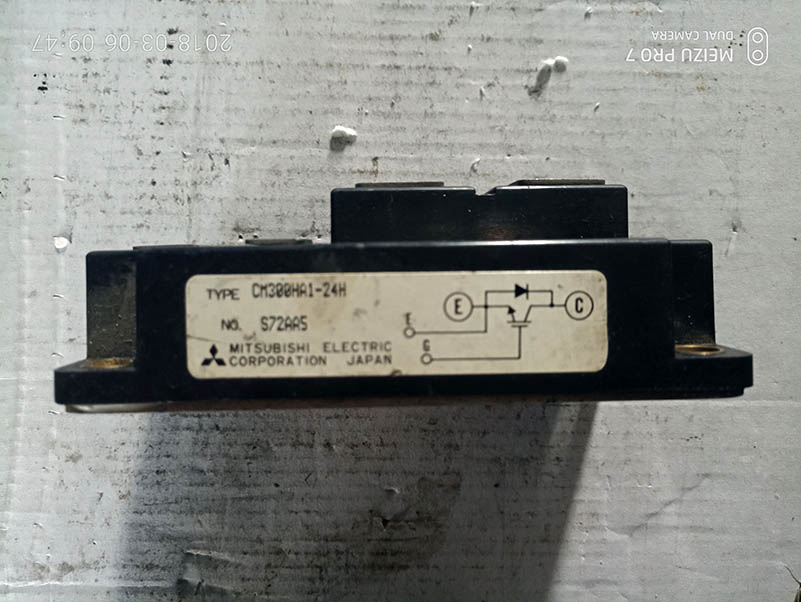 TYPE CM300HA1-24H
NO. S72AA5
MITSUBISHI ELECTRIC
CORPORATION JAPAN
E
C
E
G
MEIZU PRO 7
DUAL CAMERA
2018-03-06 09:47